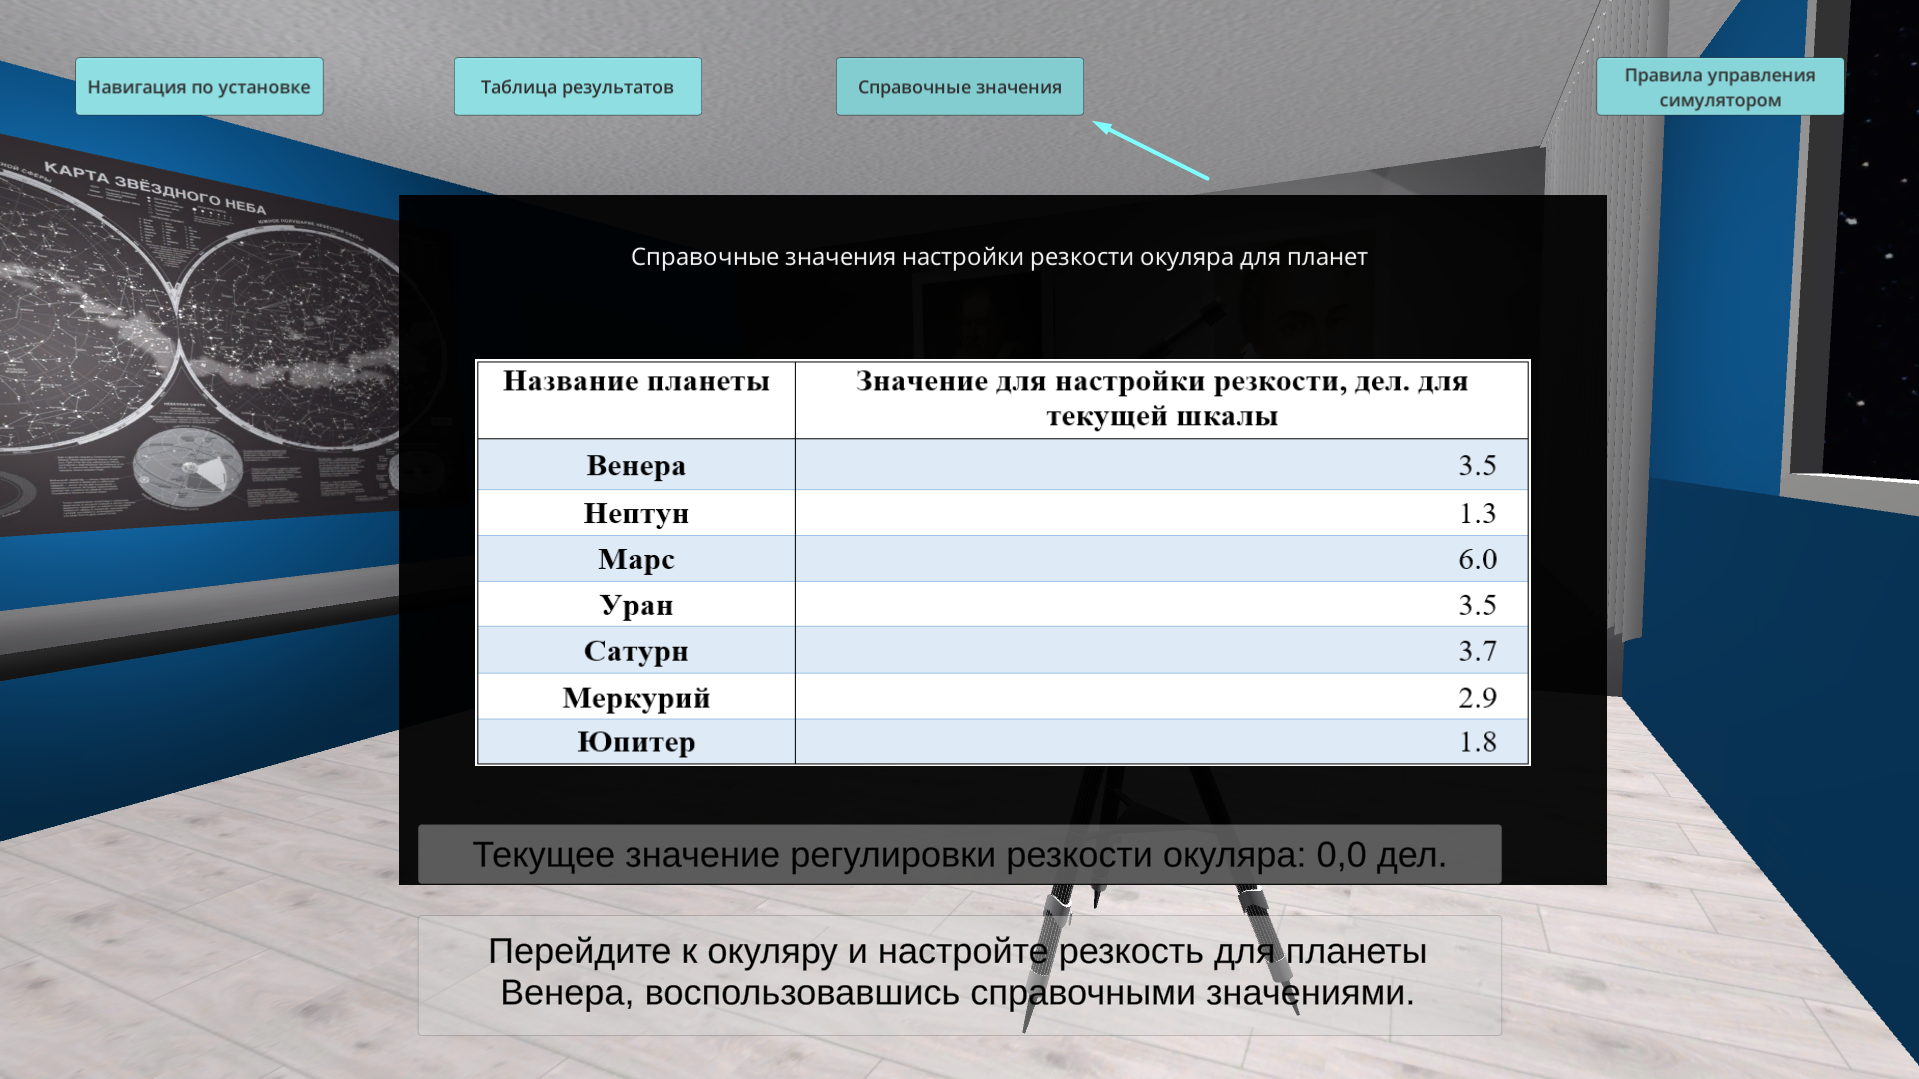 Навигация по установке
Таблица результатов
Справочные значения
Правила управления
симулятором
КАРТА ЗВЁЗДНОГО НЕБА
Справочные значения настройки резкости окуляра для планет
Название планеты
Значение для настройки резкости, дел. для
текущей шкалы
Венера 3.5
Нептун 1.3
Марс 6.0
Уран 3.5
Сатурн 3.7
Меркурий 2.9
Юпитер 1.8
Текущее значение регулировки резкости окуляра: 0,0 дел.
Перейдите к окуляру и настройте резкость для планеты
Венера, воспользовавшись справочными значениями.